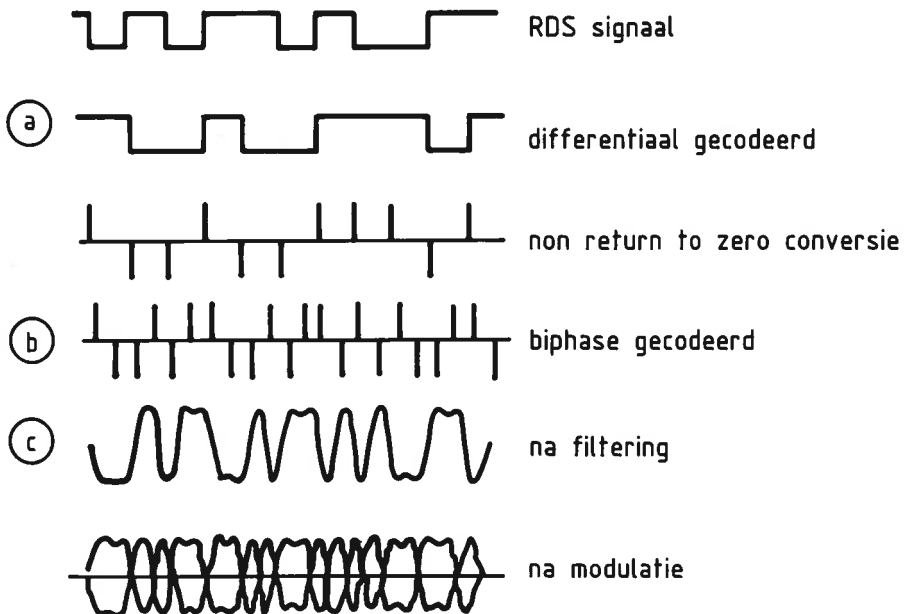 RDS signaal
a
differentiaal gecodeerd
non return to zero conversie
b
biphase gecodeerd
c
na filtering
na modulatie